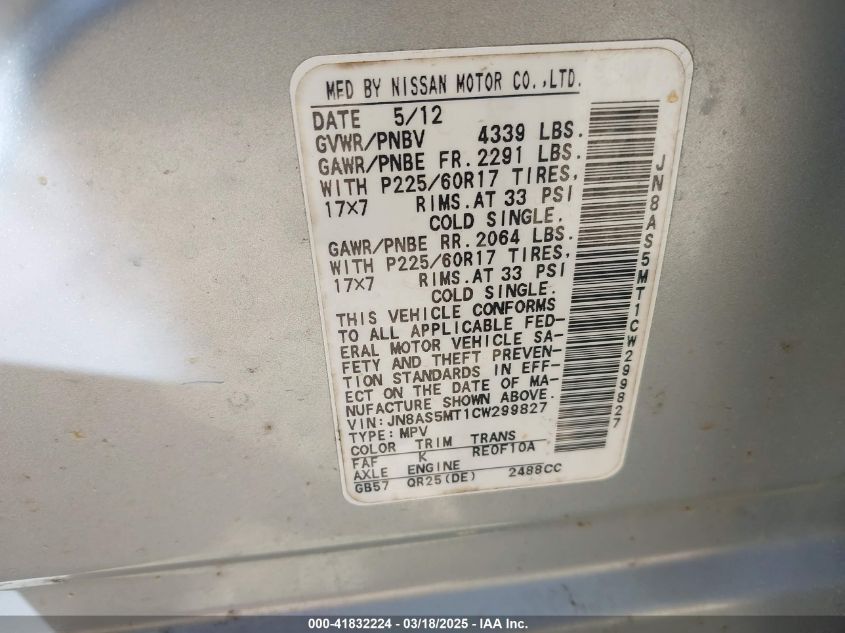 MFD BY NISSAN MOTOR CO.,LTD.
DATE 5/12
GVWR/PNBV 4339 LBS.
GAWR/PNBE FR. 2291 LBS.
WITH P225/60R17 TIRES,
17X7 RIMS.AT 33 PSI
COLD SINGLE.
GAWR/PNBE RR. 2064 LBS.
WITH P225/60R17 TIRES,
17X7 RIMS.AT 33 PSI
COLD SINGLE.
THIS VEHICLE CONFORMS
TO ALL APPLICABLE FED-
ERAL MOTOR VEHICLE SA-
FETY AND THEFT PREVEN-
TION STANDARDS IN EFF-
ECT ON THE DATE OF MA-
NUFACTURE SHOWN ABOVE.
VIN:JN8AS5MT1CW299827
TYPE:MPV
COLOR TRIM TRANS
FAF K RE0F10A
AXLE ENGINE
GB57 QR25(DE) 2488CC
JN8AS5MT1CW299827
000-41832224 - 03/18/2025 - IAA Inc.